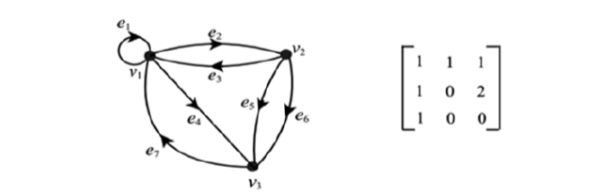 e₁
e₂
v₁
v₂
e₃
e₄
e₅
e₆
e₇
v₃
1 1 1
1 0 2
1 0 0